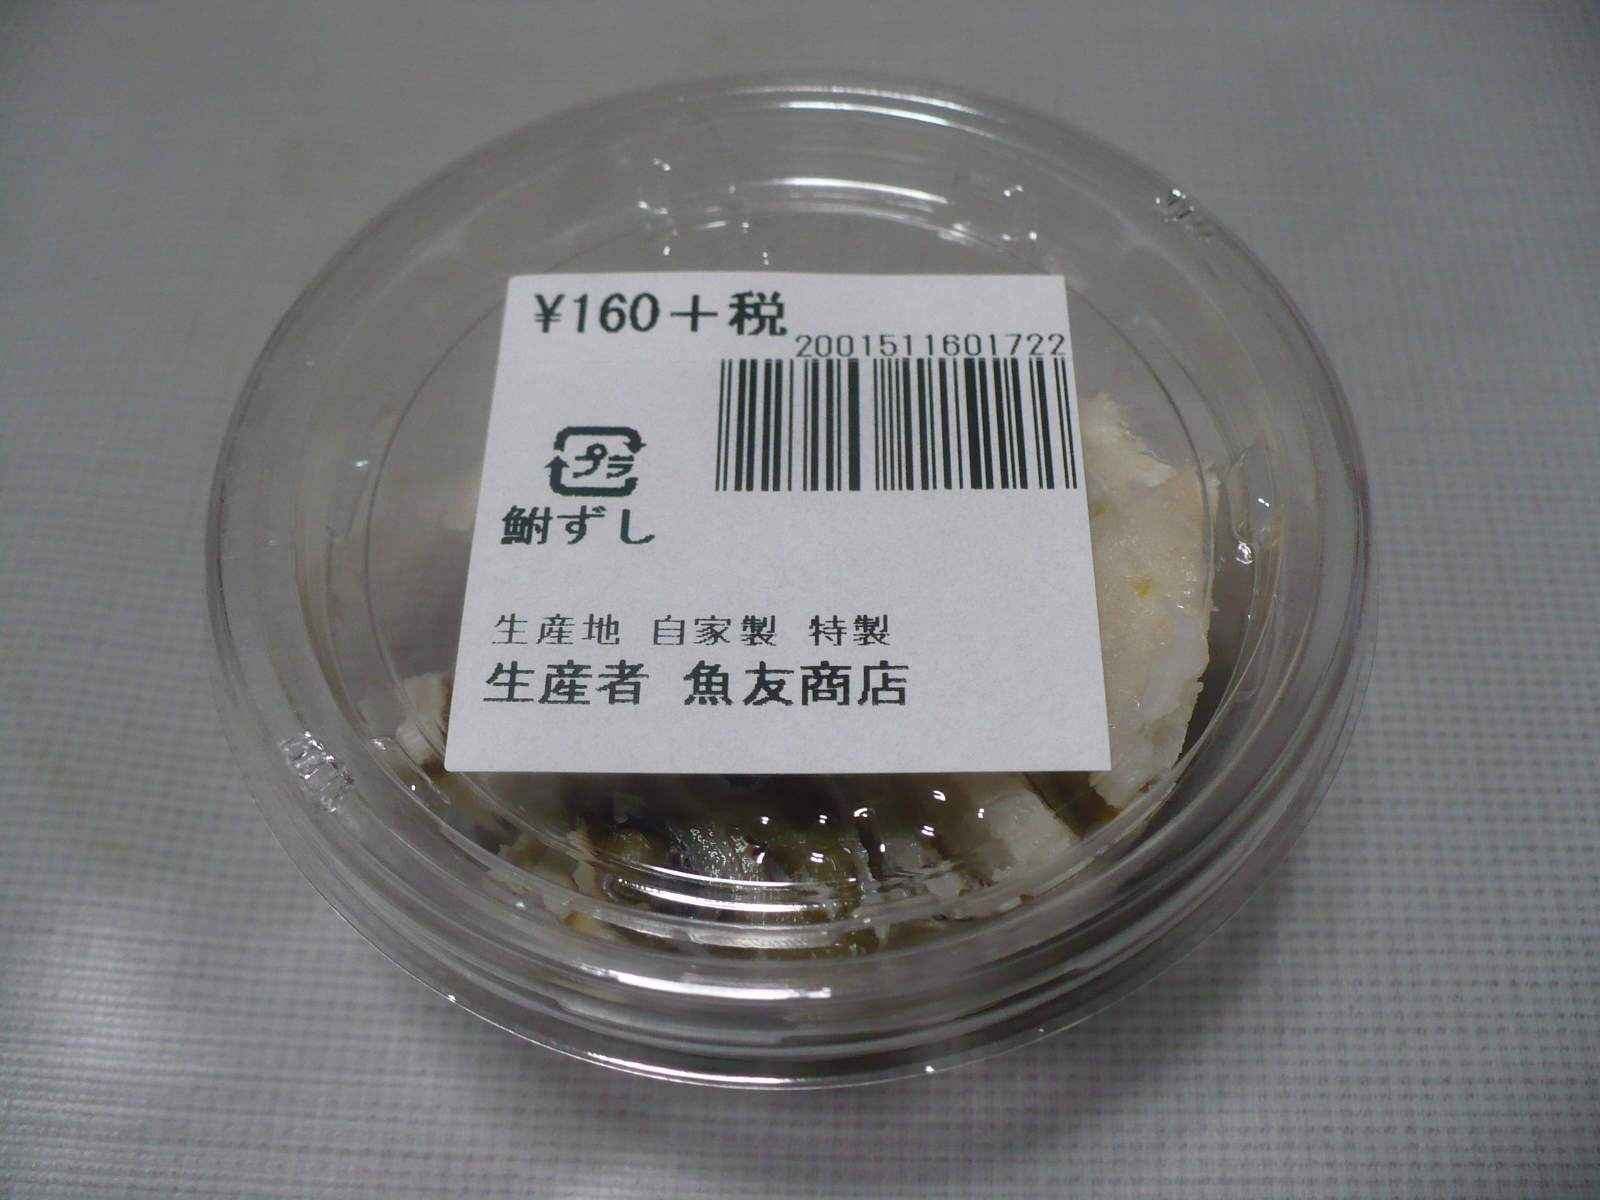 ¥160＋税
2001511601722
プラ
鮒ずし
生産地 自家製 特製
生産者 魚友商店